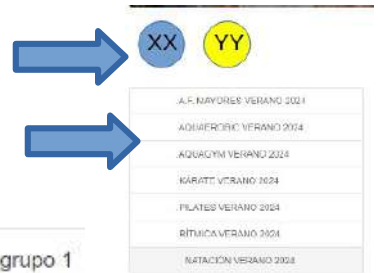 XX YY
A.F. MAYORES VERANO 2024
AQUAEROBIC VERANO 2024
AQUAGYM VERANO 2024
KÁRATE VERANO 2024
PILATES VERANO 2024
RÍTMICA VERANO 2024
NATACIÓN VERANO 2024
grupo 1